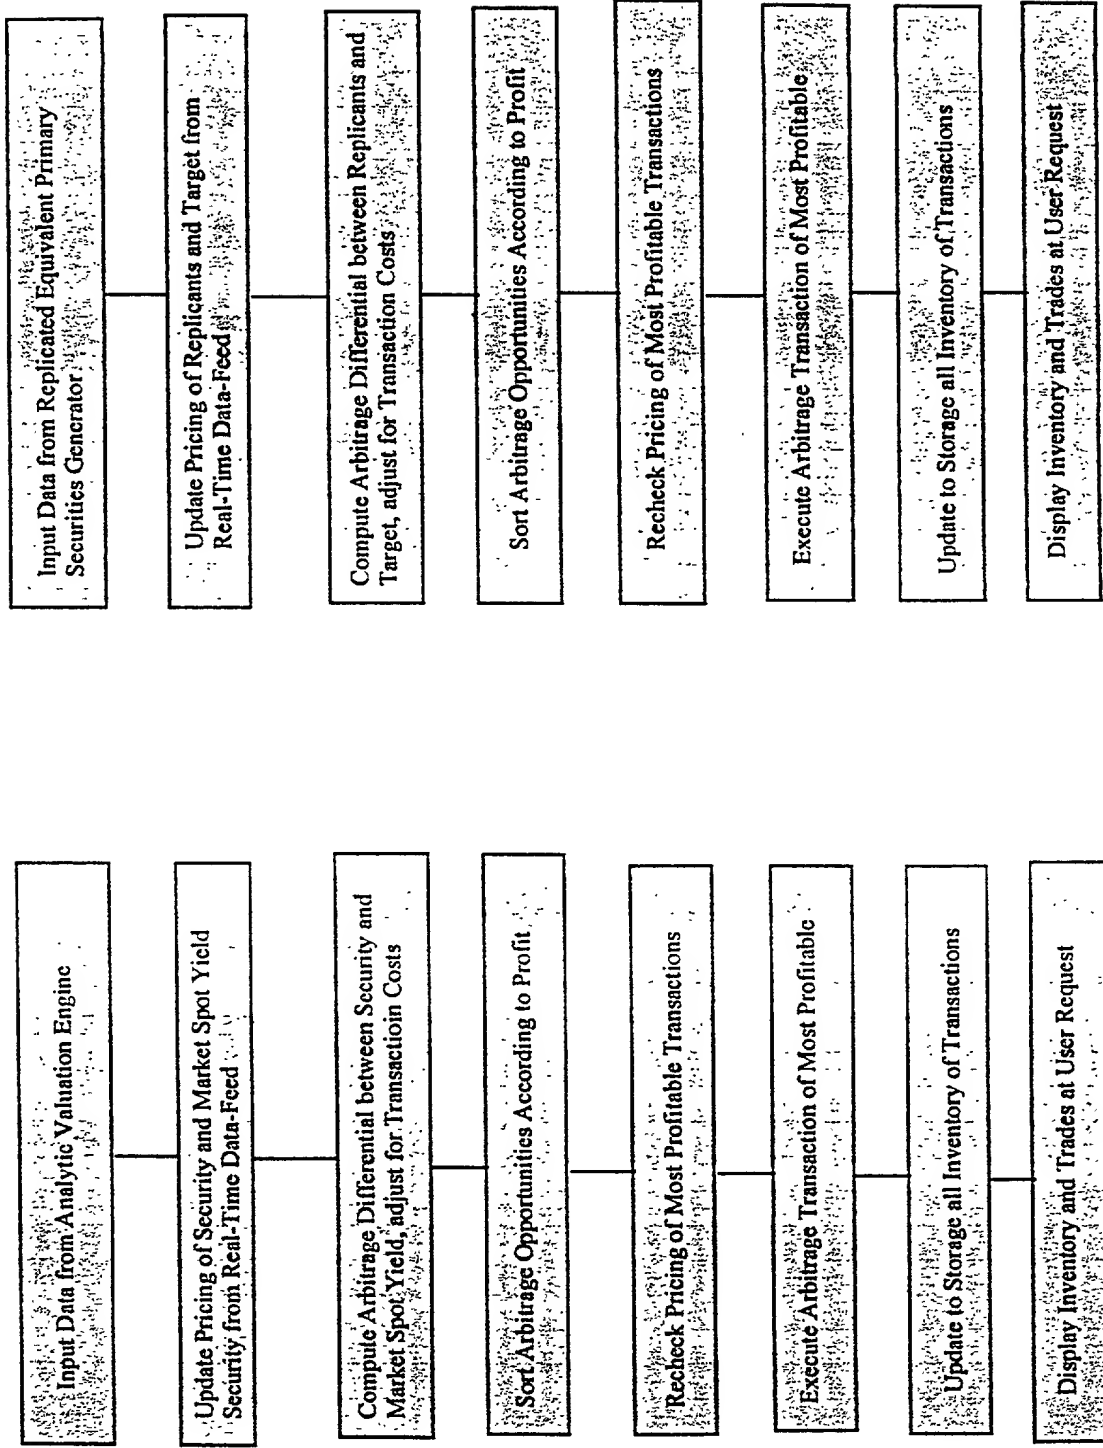 Input Data from Analytic Valuation Engine
Update Pricing of Security and Market Spot Yield
Security from Real-Time Data-Feed
Compute Arbitrage Differential between Security and
Market Spot Yield, adjust for Transactioin Costs
Sort Arbitrage Opportunities According to Profit
Recheck Pricing of Most Profitable Transactions
Execute Arbitrage Transaction of Most Profitable
Update to Storage all Inventory of Transactions
Display Inventory and Trades at User Request
Input Data from Replicated Equivalent Primary
Securities Generator
Update Pricing of Replicants and Target from
Real-Time Data-Feed
Compute Arbitrage Differential between Replicants and
Target, adjust for Transaction Costs
Sort Arbitrage Opportunities According to Profit
Recheck Pricing of Most Profitable Transactions
Execute Arbitrage Transaction of Most Profitable
Update to Storage all Inventory of Transactions
Display Inventory and Trades at User Request